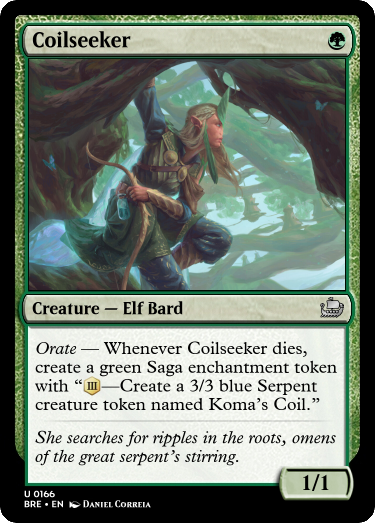 Coilseeker
Creature — Elf Bard
Orate — Whenever Coilseeker dies,
create a green Saga enchantment token
with “III—Create a 3/3 blue Serpent
creature token named Koma’s Coil.”
She searches for ripples in the roots, omens
of the great serpent’s stirring.
1/1
U 0166
BRE • EN Daniel Correia